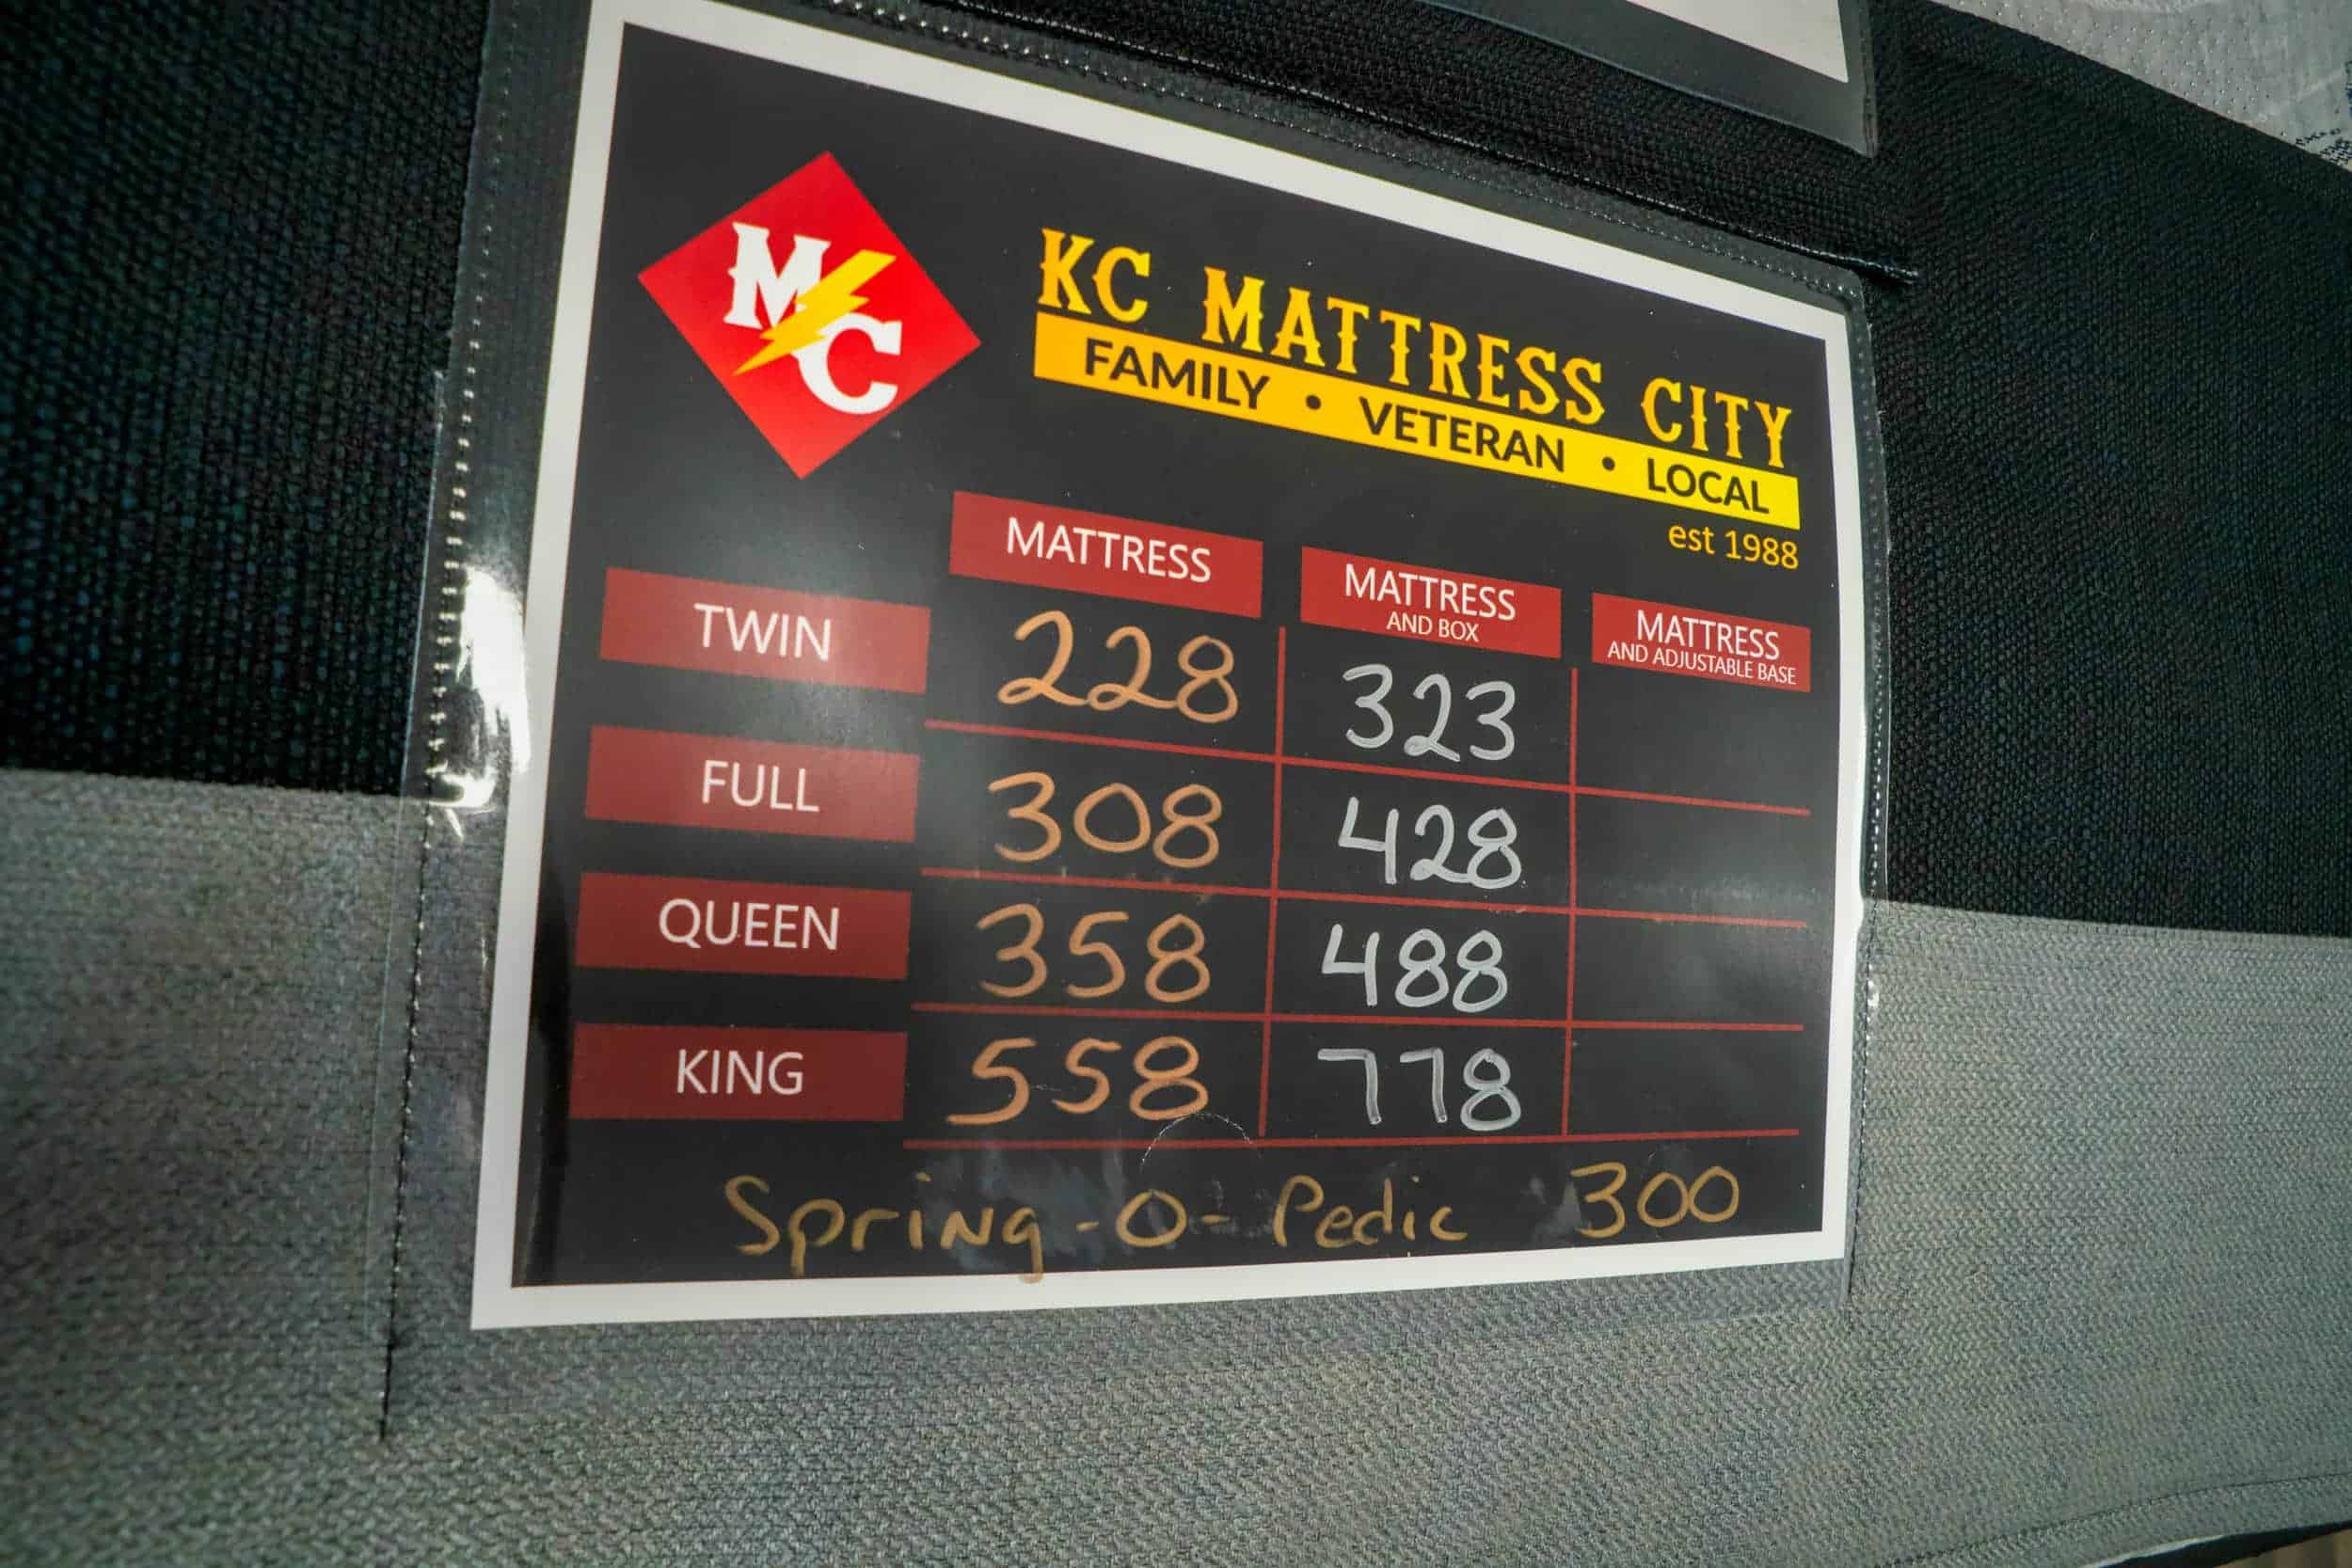 MC
KC MATTRESS CITY
FAMILY • VETERAN • LOCAL
est 1988
MATTRESS
MATTRESS
AND BOX
MATTRESS
AND ADJUSTABLE BASE
TWIN 228 323
FULL 308 428
QUEEN 358 488
KING 558 778
Spring-O-Pedic 300